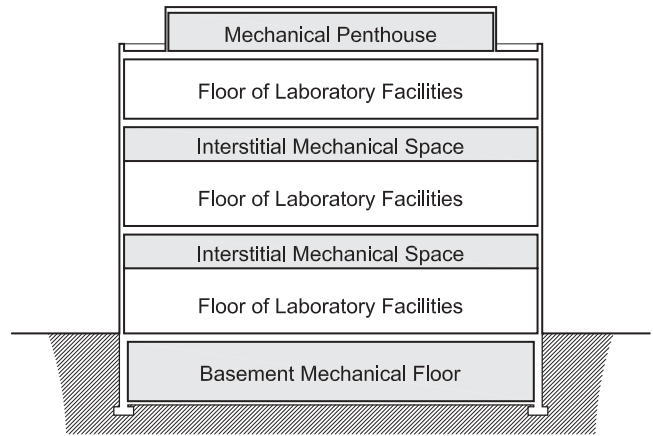 Mechanical Penthouse
Floor of Laboratory Facilities
Interstitial Mechanical Space
Floor of Laboratory Facilities
Interstitial Mechanical Space
Floor of Laboratory Facilities
Basement Mechanical Floor